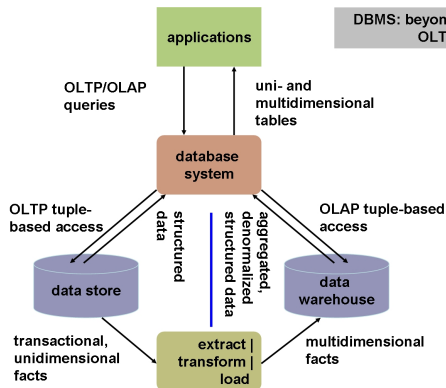 DBMS: beyon
OLT
applications
OLTP/OLAP
queries
uni- and
multidimensional
tables
database
system
OLTP tuple-
based access
structured
data
aggregated,
denormalized
structured data
OLAP tuple-based
access
data store
data
warehouse
transactional,
unidimensional
facts
extract |
transform |
load
multidimensional
facts